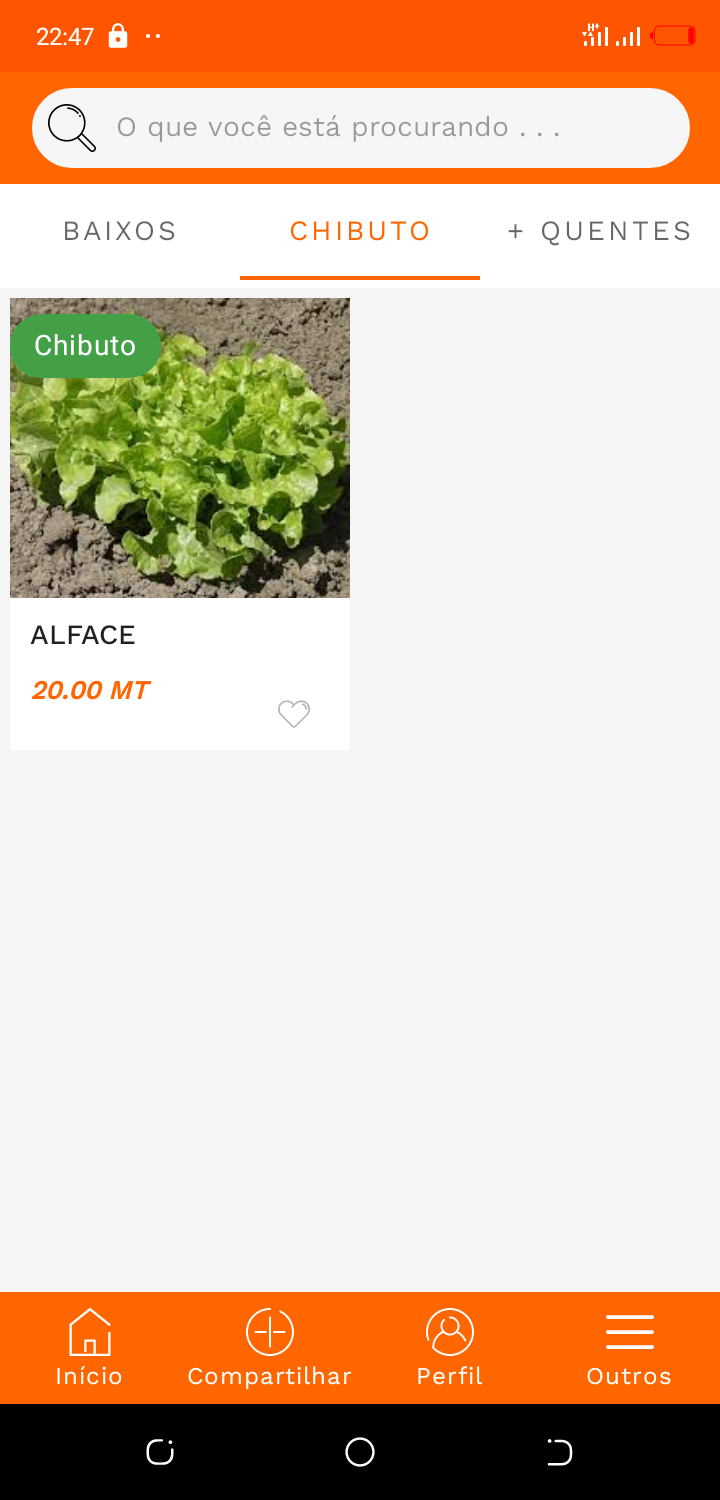 22:47
H+
O que você está procurando . . .
BAIXOS
CHIBUTO
+ QUENTES
Chibuto
ALFACE
20.00 MT
Início
Compartilhar
Perfil
Outros